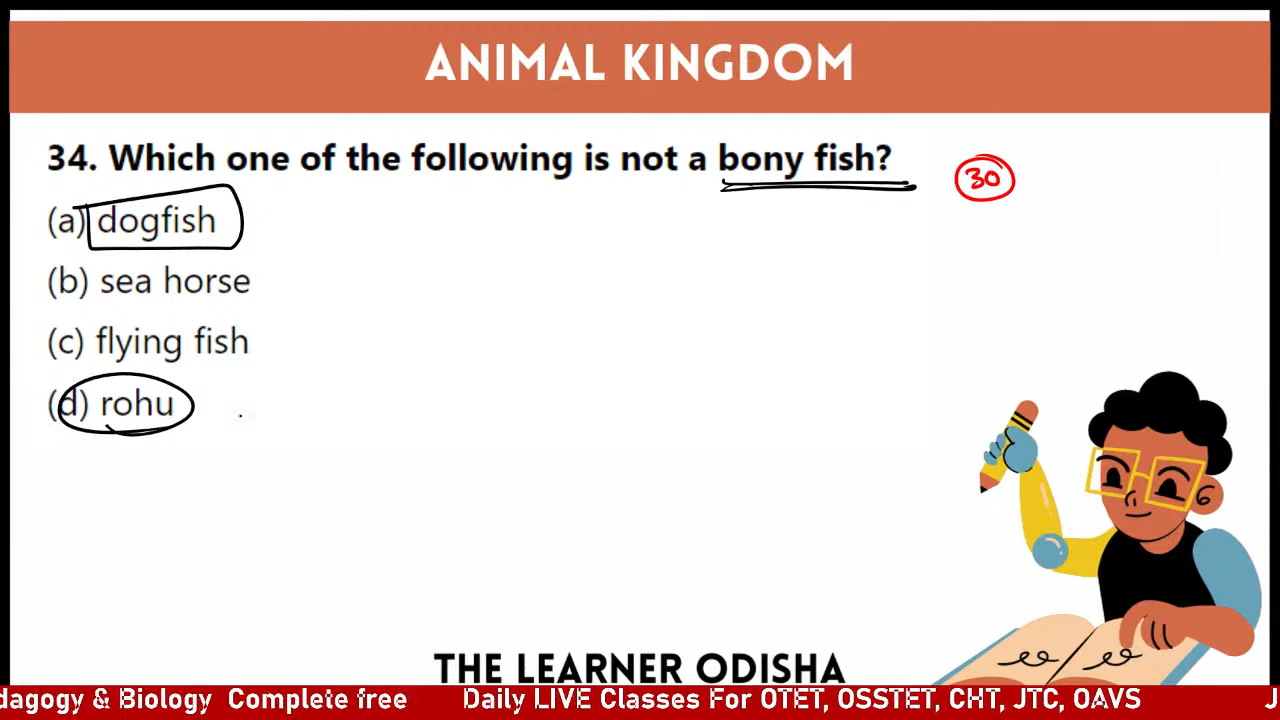 ANIMAL KINGDOM
34. Which one of the following is not a bony fish?
30
(a) dogfish
(b) sea horse
(c) flying fish
(d) rohu
THE LEARNER ODISHA
dagogy & Biology Complete free Daily LIVE Classes For OTET, OSSTET, CHT, JTC, OAVS J